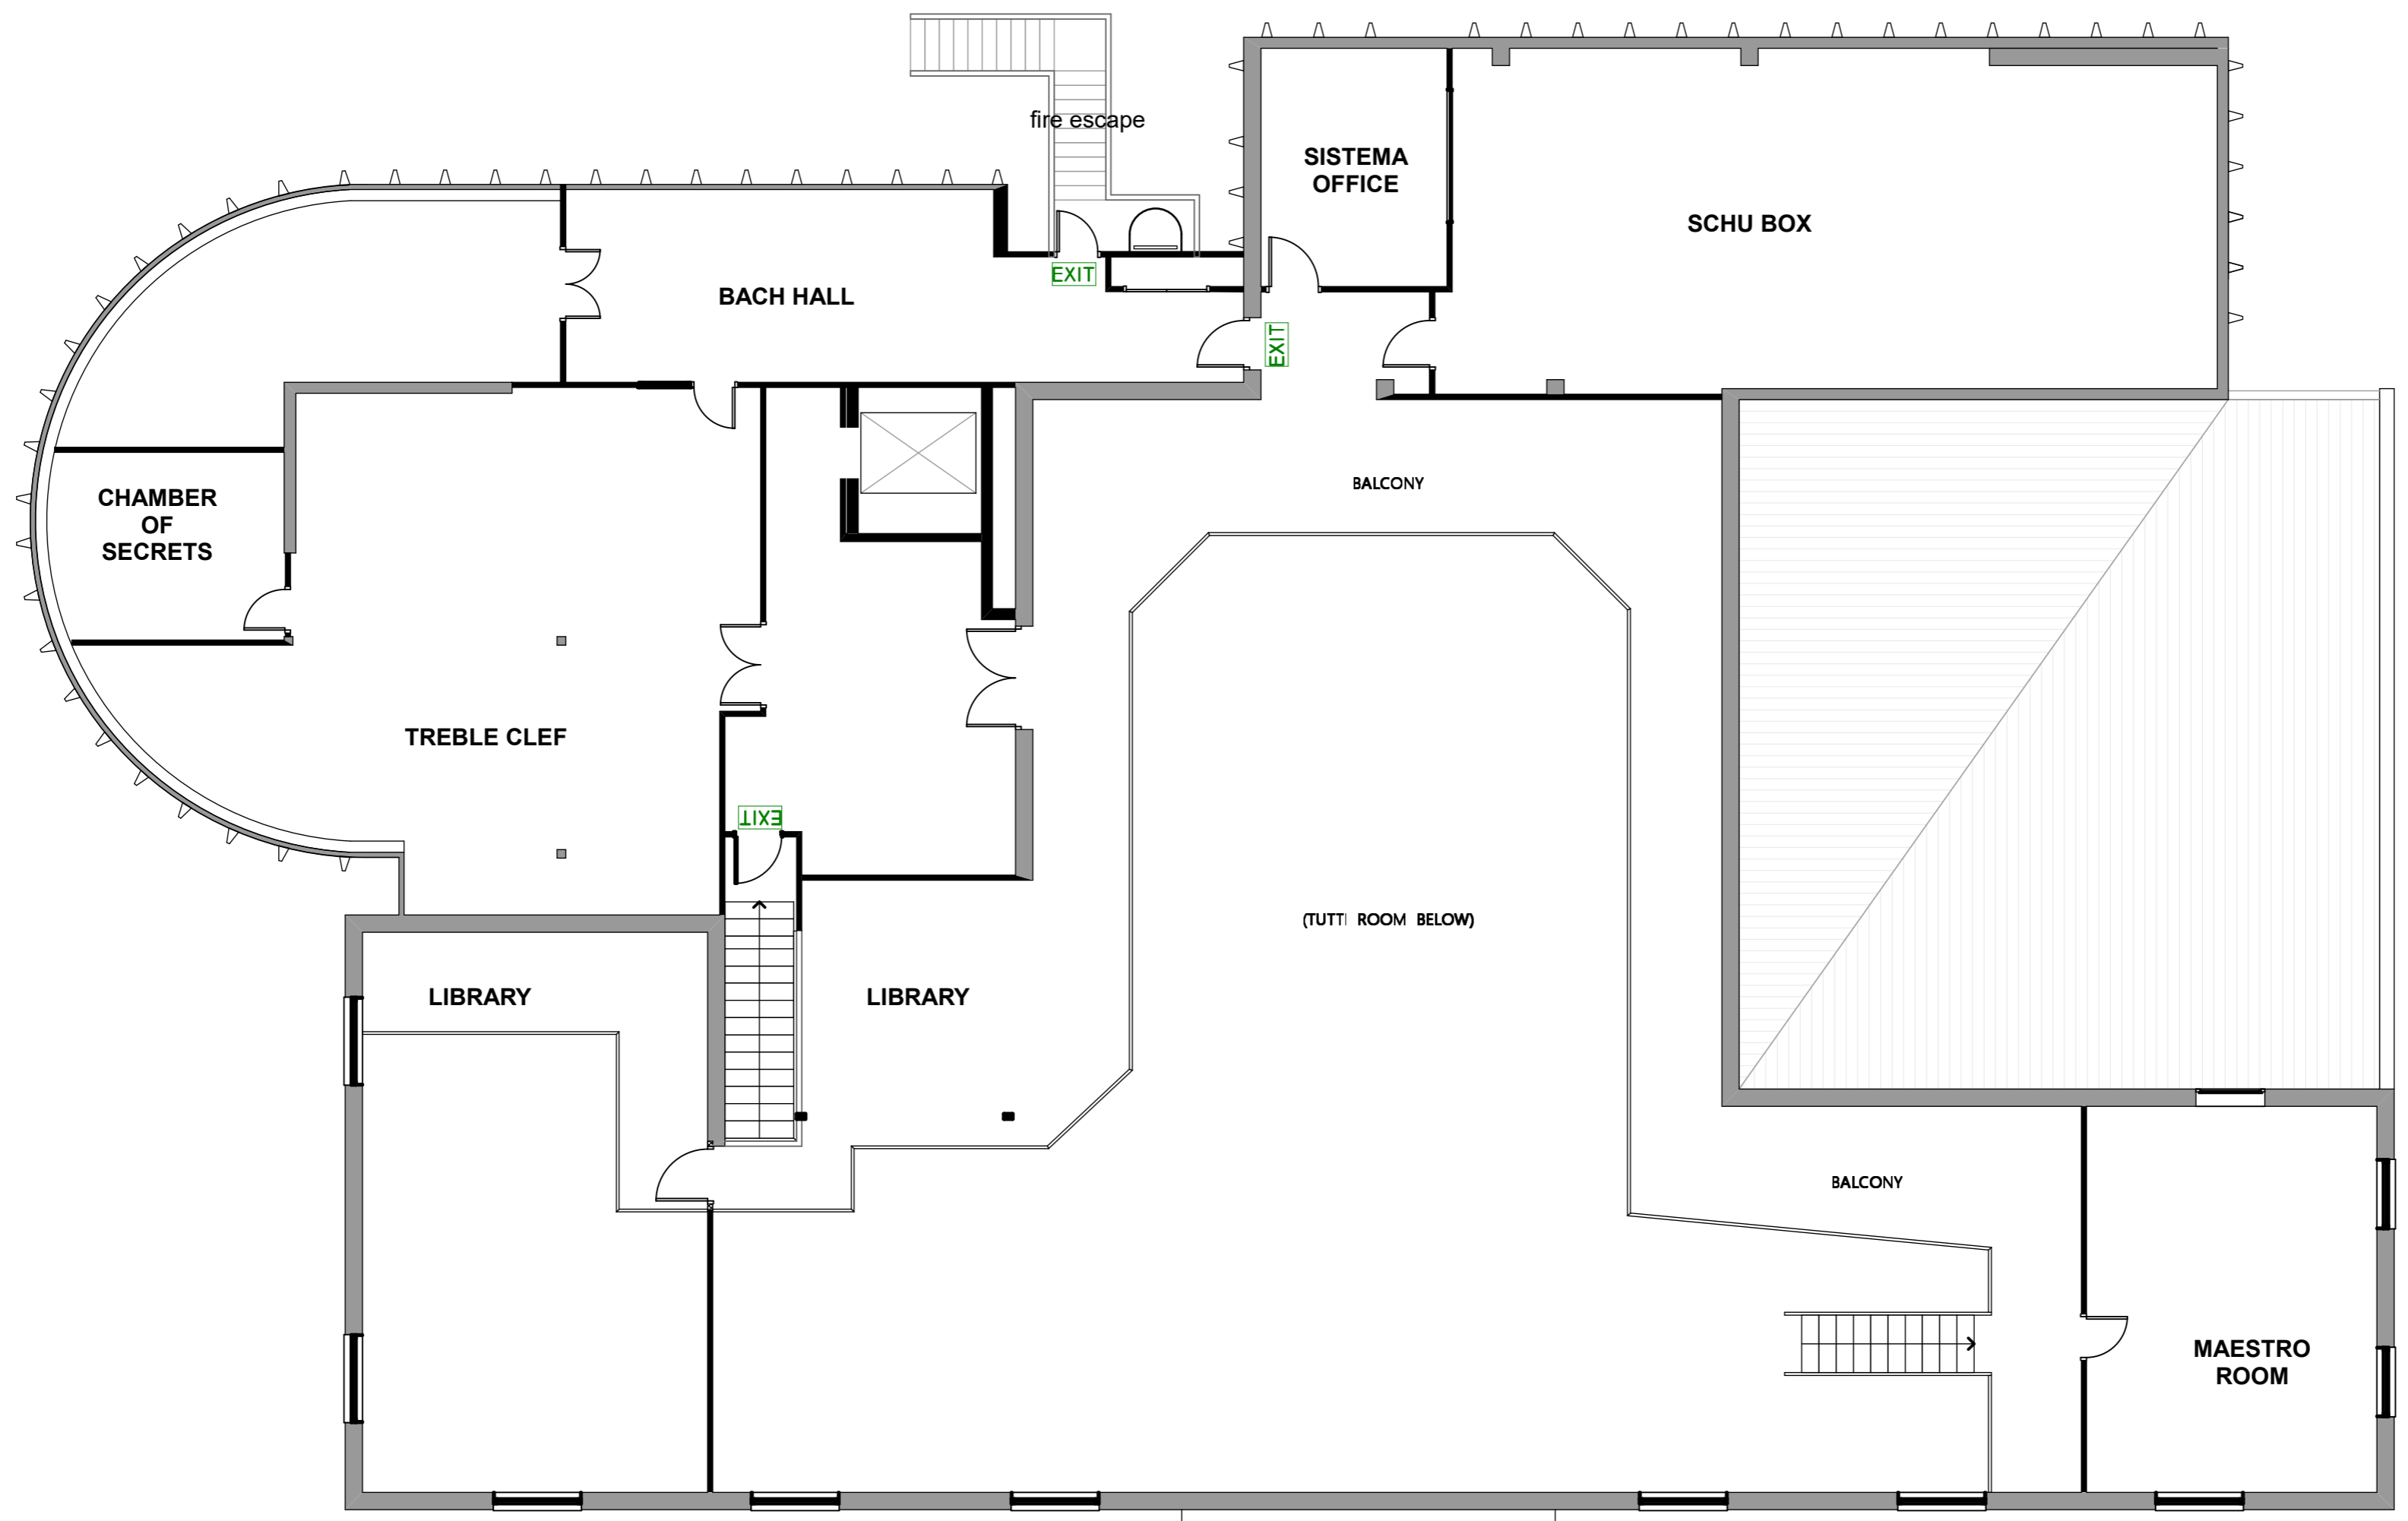 fire escape
SISTEMA
OFFICE
SCHU BOX
EXIT
BACH HALL
EXIT
BALCONY
CHAMBER
OF
SECRETS
TREBLE CLEF
EXIT
(TUTTI ROOM BELOW)
LIBRARY
LIBRARY
BALCONY
MAESTRO
ROOM